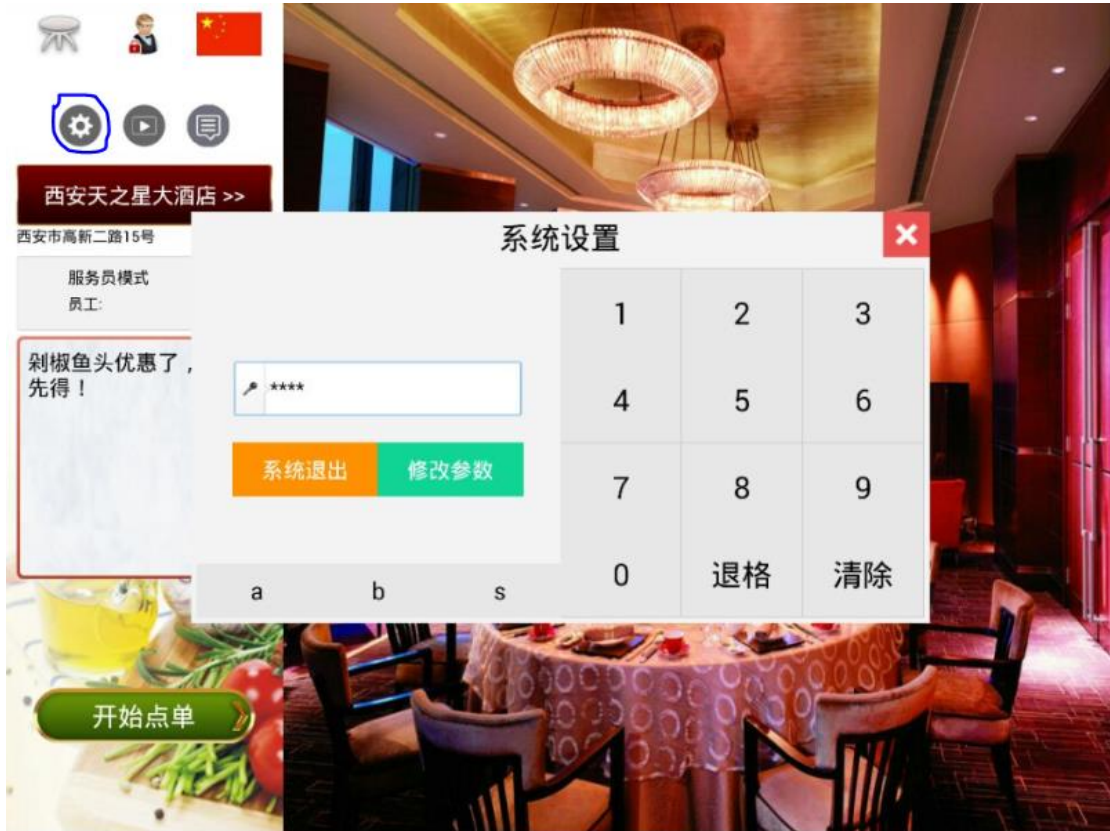 西安天之星大酒店 >>
西安市高新二路15号
服务员模式
员工:
剁椒鱼头优惠了，
先得！
开始点单
系统设置
****
系统退出
修改参数
a b s
1 2 3
4 5 6
7 8 9
0 退格 清除